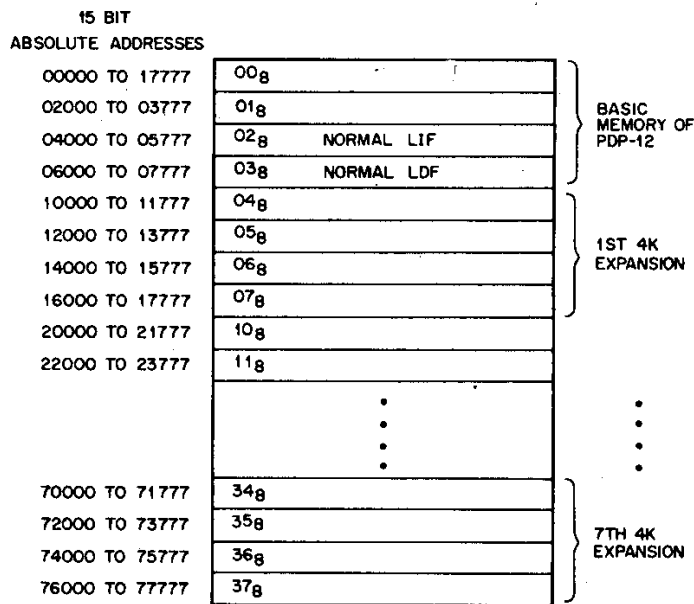 15 BIT
ABSOLUTE ADDRESSES
00000 TO 17777 00₈
02000 TO 03777 01₈
04000 TO 05777 02₈ NORMAL LIF
06000 TO 07777 03₈ NORMAL LDF
BASIC
MEMORY OF
PDP-12
10000 TO 11777 04₈
12000 TO 13777 05₈
14000 TO 15777 06₈
16000 TO 17777 07₈
1ST 4K
EXPANSION
20000 TO 21777 10₈
22000 TO 23777 11₈
70000 TO 71777 34₈
72000 TO 73777 35₈
74000 TO 75777 36₈
76000 TO 77777 37₈
7TH 4K
EXPANSION